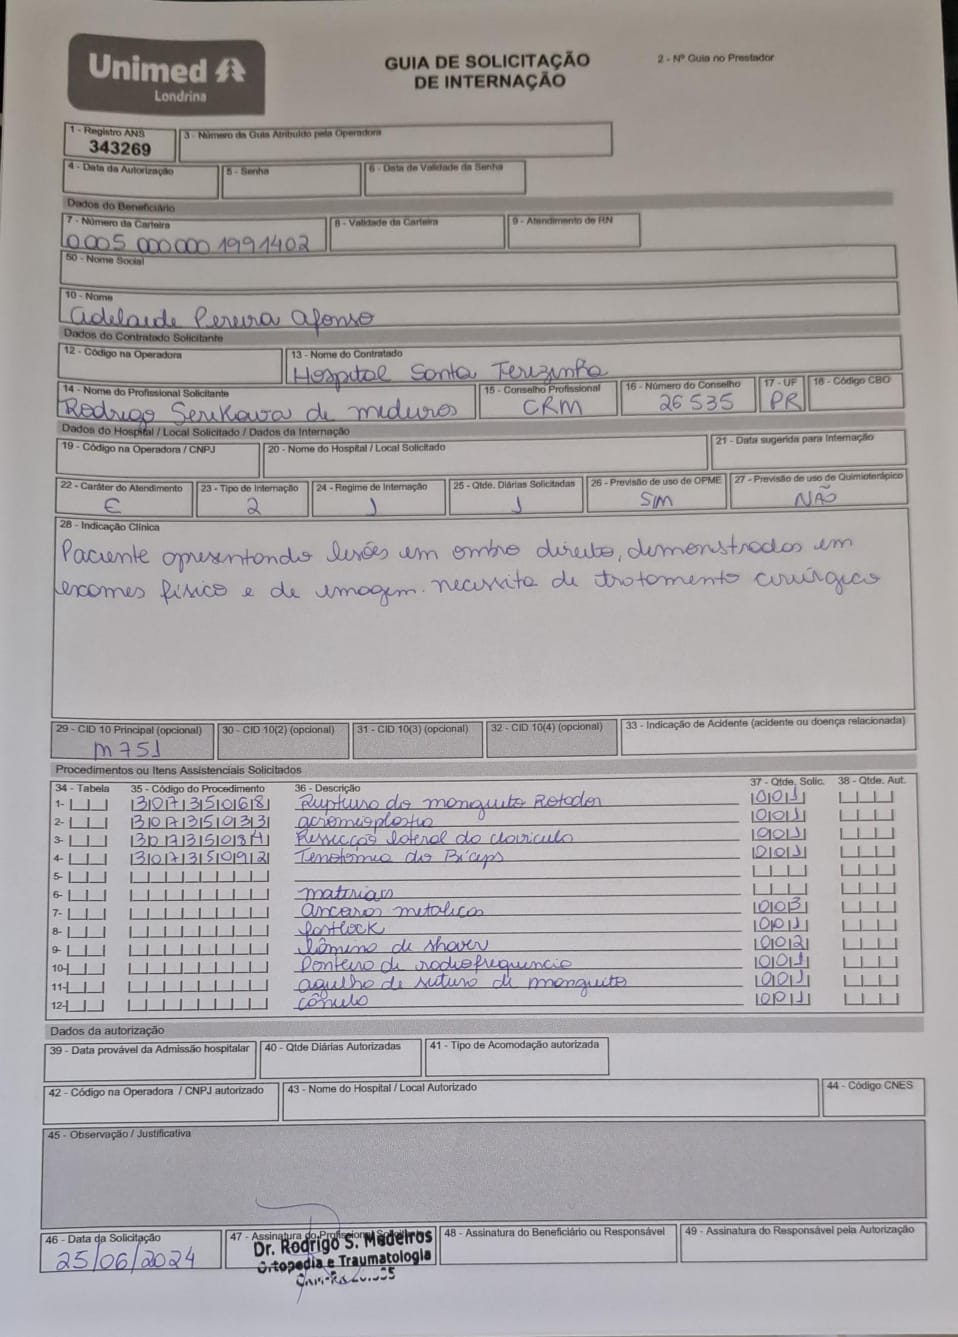 Unimed
Londrina
GUIA DE SOLICITAÇÃO
DE INTERNAÇÃO
2 - Nº Guia no Prestador
1 - Registro ANS
343269
3 - Número da Guia Atribuído pela Operadora
4 - Data da Autorização
5 - Senha
6 - Data de Validade da Senha
Dados do Beneficiário
7 - Número da Carteira
0005 000000 1991402
8 - Validade da Carteira
9 - Atendimento de RN
50 - Nome Social
10 - Nome
Adelaide Pereira Afonso
Dados do Contratado Solicitante
12 - Código na Operadora
13 - Nome do Contratado
Hospital Santa Terezinha
14 - Nome do Profissional Solicitante
Rodrigo Serikawa de Medeiros
15 - Conselho Profissional
CRM
16 - Número do Conselho
26535
17 - UF
PR
18 - Código CBO
Dados do Hospital / Local Solicitado / Dados da Internação
19 - Código na Operadora / CNPJ
20 - Nome do Hospital / Local Solicitado
21 - Data sugerida para Internação
22 - Caráter do Atendimento
E
23 - Tipo de Internação
2
24 - Regime de Internação
1
25 - Qtde. Diárias Solicitadas
1
26 - Previsão de uso de OPME
SIM
27 - Previsão de uso de Quimioterápico
NÃO
28 - Indicação Clínica
Paciente apresentando lesões em ombro direito, demonstrados em
exames físico e de imagem. necessita de tratamento cirúrgico
29 - CID 10 Principal (opcional)
M751
30 - CID 10(2) (opcional)
31 - CID 10(3) (opcional)
32 - CID 10(4) (opcional)
33 - Indicação de Acidente (acidente ou doença relacionada)
Procedimentos ou Itens Assistenciais Solicitados
34 - Tabela 35 - Código do Procedimento 36 - Descrição 37 - Qtde. Solic. 38 - Qtde. Aut.
1- 30735068 Ruptura do manguito Rotador 001
2- 30735033 acromioplastia 001
3- 30735084 Ressecção lateral da clavicula 001
4- 30735092 Tenotomia do Bíceps 001
5-
6- materiais
7- âncoras metalicas 003
8- 001
9- lâmina de shaver 002
10- Ponteira de radiofrequencia 001
11- agulha de sutura de manguito 001
12- cânula 001
Dados da autorização
39 - Data provável da Admissão hospitalar
40 - Qtde Diárias Autorizadas
41 - Tipo de Acomodação autorizada
42 - Código na Operadora / CNPJ autorizado
43 - Nome do Hospital / Local Autorizado
44 - Código CNES
45 - Observação / Justificativa
46 - Data da Solicitação
25/06/2024
47 - Assinatura do Profissional Solicitante
Dr. Rodrigo S. Medeiros
Ortopedia e Traumatologia
48 - Assinatura do Beneficiário ou Responsável
49 - Assinatura do Responsável pela Autorização